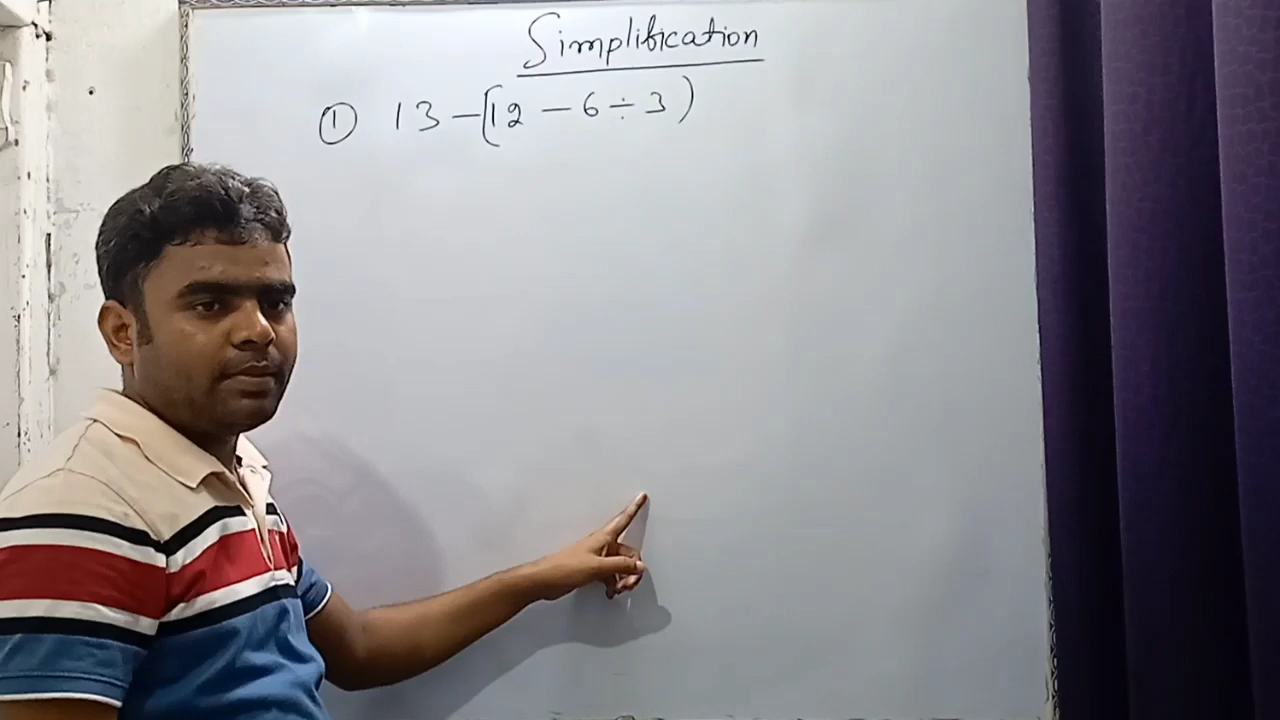 Simplification
① 13 - (12 - 6 ÷ 3)